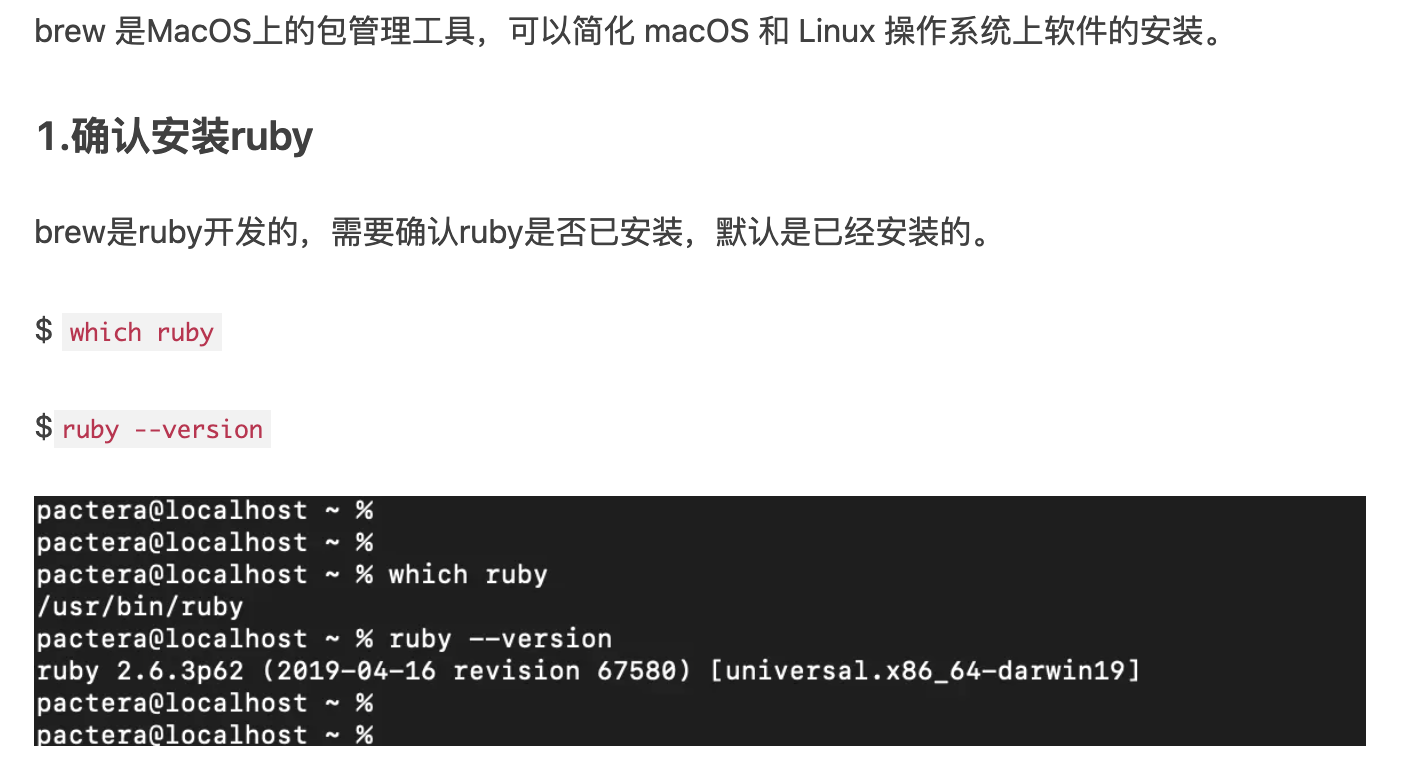 brew 是MacOS上的包管理工具，可以简化 macOS 和 Linux 操作系统上软件的安装。
1.确认安装ruby
brew是ruby开发的，需要确认ruby是否已安装，默认是已经安装的。
$ which ruby
$ ruby --version
pactera@localhost ~ %
pactera@localhost ~ %
pactera@localhost ~ % which ruby
/usr/bin/ruby
pactera@localhost ~ % ruby --version
ruby 2.6.3p62 (2019-04-16 revision 67580) [universal.x86_64-darwin19]
pactera@localhost ~ %
pactera@localhost ~ %